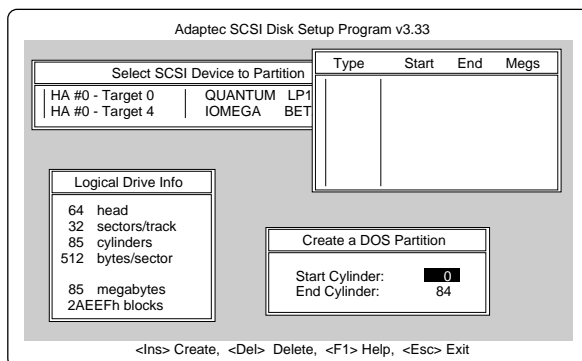 Adaptec SCSI Disk Setup Program v3.33
Select SCSI Device to Partition
HA #0 - Target 0 QUANTUM LP1
HA #0 - Target 4 IOMEGA BET
Type Start End Megs
Logical Drive Info
64 head
32 sectors/track
85 cylinders
512 bytes/sector
85 megabytes
2AEEFh blocks
Create a DOS Partition
Start Cylinder: 0
End Cylinder: 84
<Ins> Create, <Del> Delete, <F1> Help, <Esc> Exit